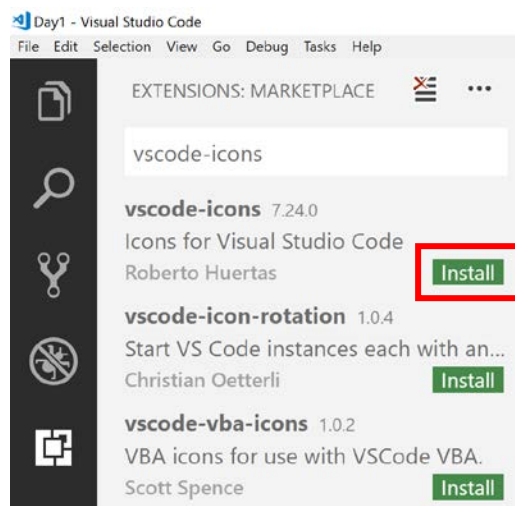 Day1 - Visual Studio Code
File Edit Selection View Go Debug Tasks Help
EXTENSIONS: MARKETPLACE
vscode-icons
vscode-icons 7.24.0
Icons for Visual Studio Code
Roberto Huertas Install
vscode-icon-rotation 1.0.4
Start VS Code instances each with an...
Christian Oetterli Install
vscode-vba-icons 1.0.2
VBA icons for use with VSCode VBA.
Scott Spence Install